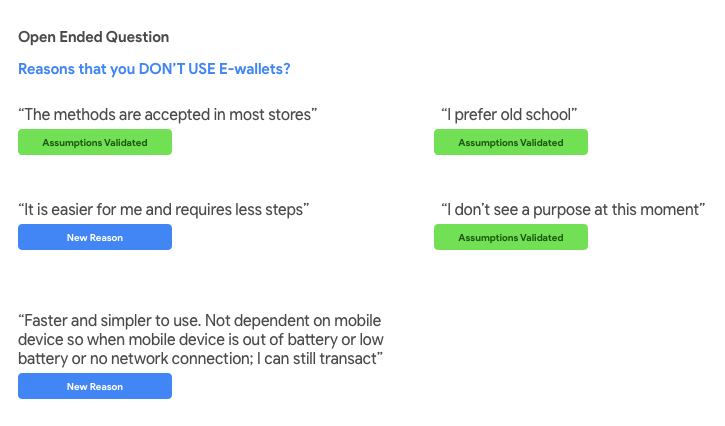 Open Ended Question
Reasons that you DON’T USE E-wallets?
“The methods are accepted in most stores”
Assumptions Validated
“I prefer old school”
Assumptions Validated
“It is easier for me and requires less steps”
New Reason
“I don’t see a purpose at this moment”
Assumptions Validated
“Faster and simpler to use. Not dependent on mobile
device so when mobile device is out of battery or low
battery or no network connection; I can still transact”
New Reason